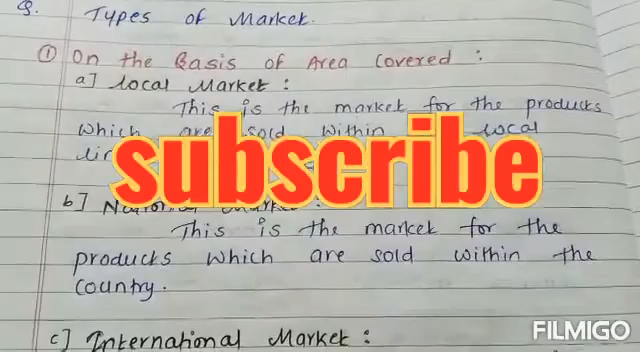 Q. Types of Market.
① On the Basis of Area Covered :
a] Local Market :
This is the market for the products
which are sold within local
subscribe
b] National Market :
This is the market for the
products which are sold within the
country.
c] International Market :
FILMIGO